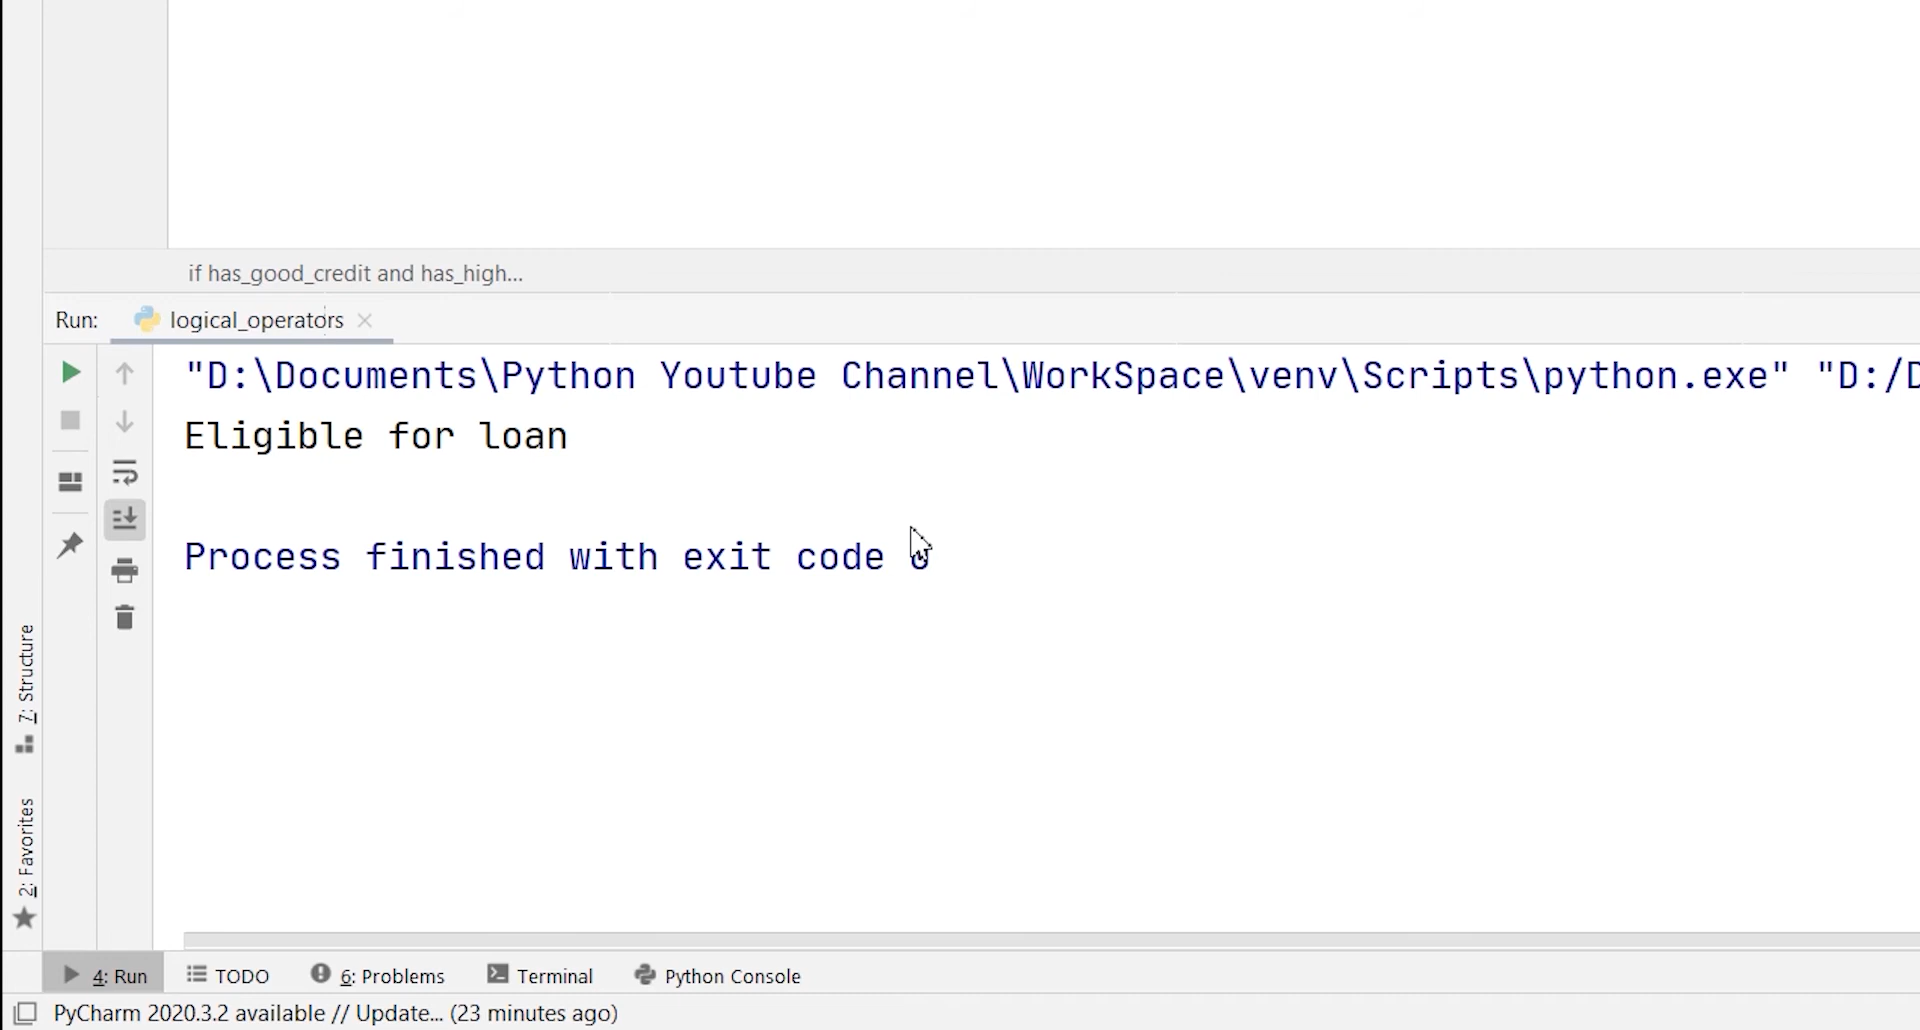 if has_good_credit and has_high...
Run: logical_operators
"D:\Documents\Python Youtube Channel\WorkSpace\venv\Scripts\python.exe" "D:/D
Eligible for loan
Process finished with exit code 0
7: Structure
2: Favorites
4: Run TODO 6: Problems Terminal Python Console
PyCharm 2020.3.2 available // Update... (23 minutes ago)